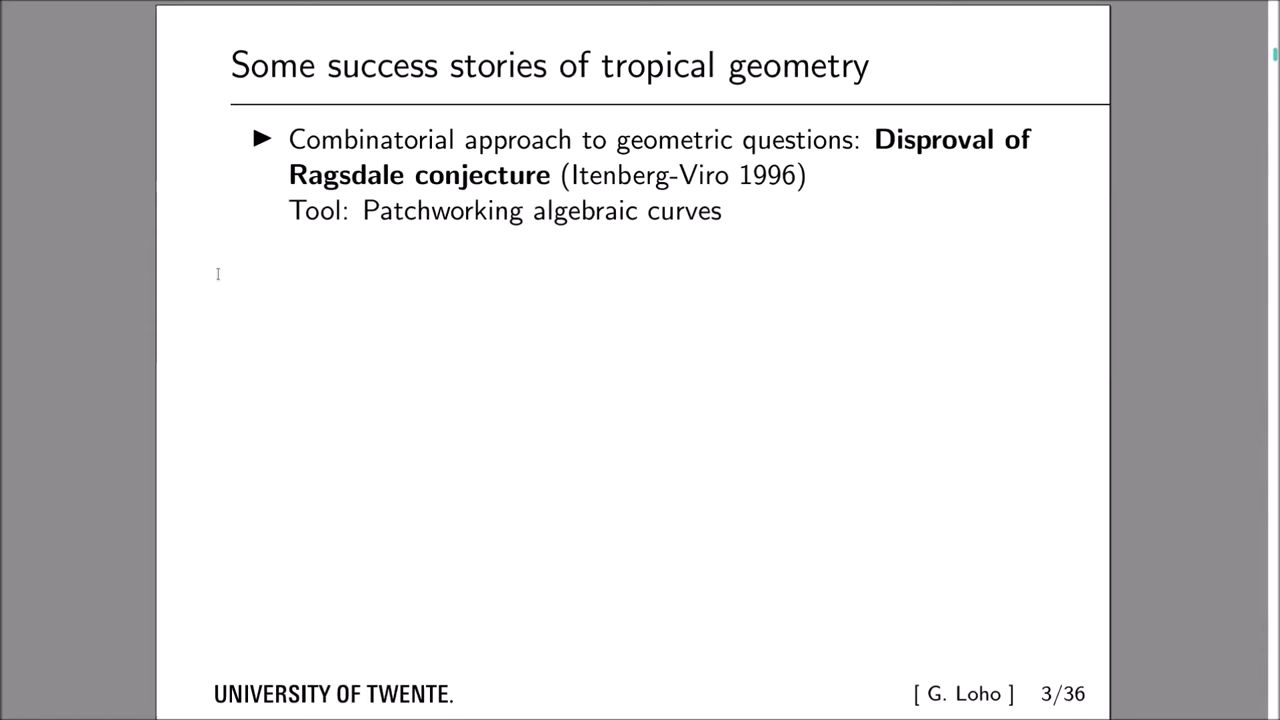 Some success stories of tropical geometry
▶ Combinatorial approach to geometric questions: Disproval of
Ragsdale conjecture (Itenberg-Viro 1996)
Tool: Patchworking algebraic curves
UNIVERSITY OF TWENTE.
[ G. Loho ] 3/36